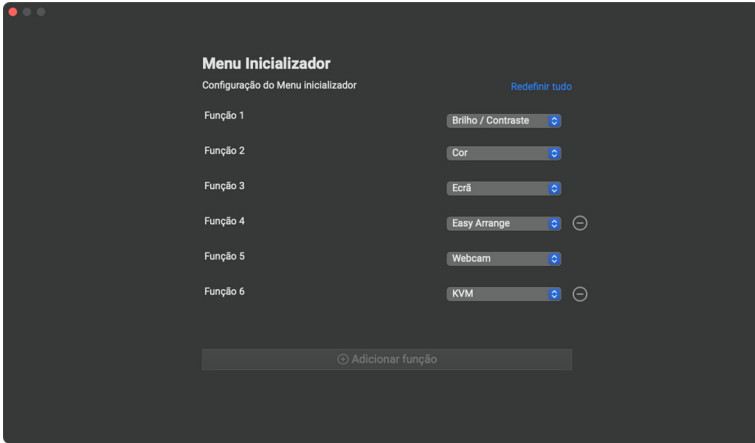 Menu Inicializador
Configuração do Menu inicializador
Redefinir tudo
Função 1
Brilho / Contraste
Função 2
Cor
Função 3
Ecrã
Função 4
Easy Arrange
Função 5
Webcam
Função 6
KVM
Adicionar função